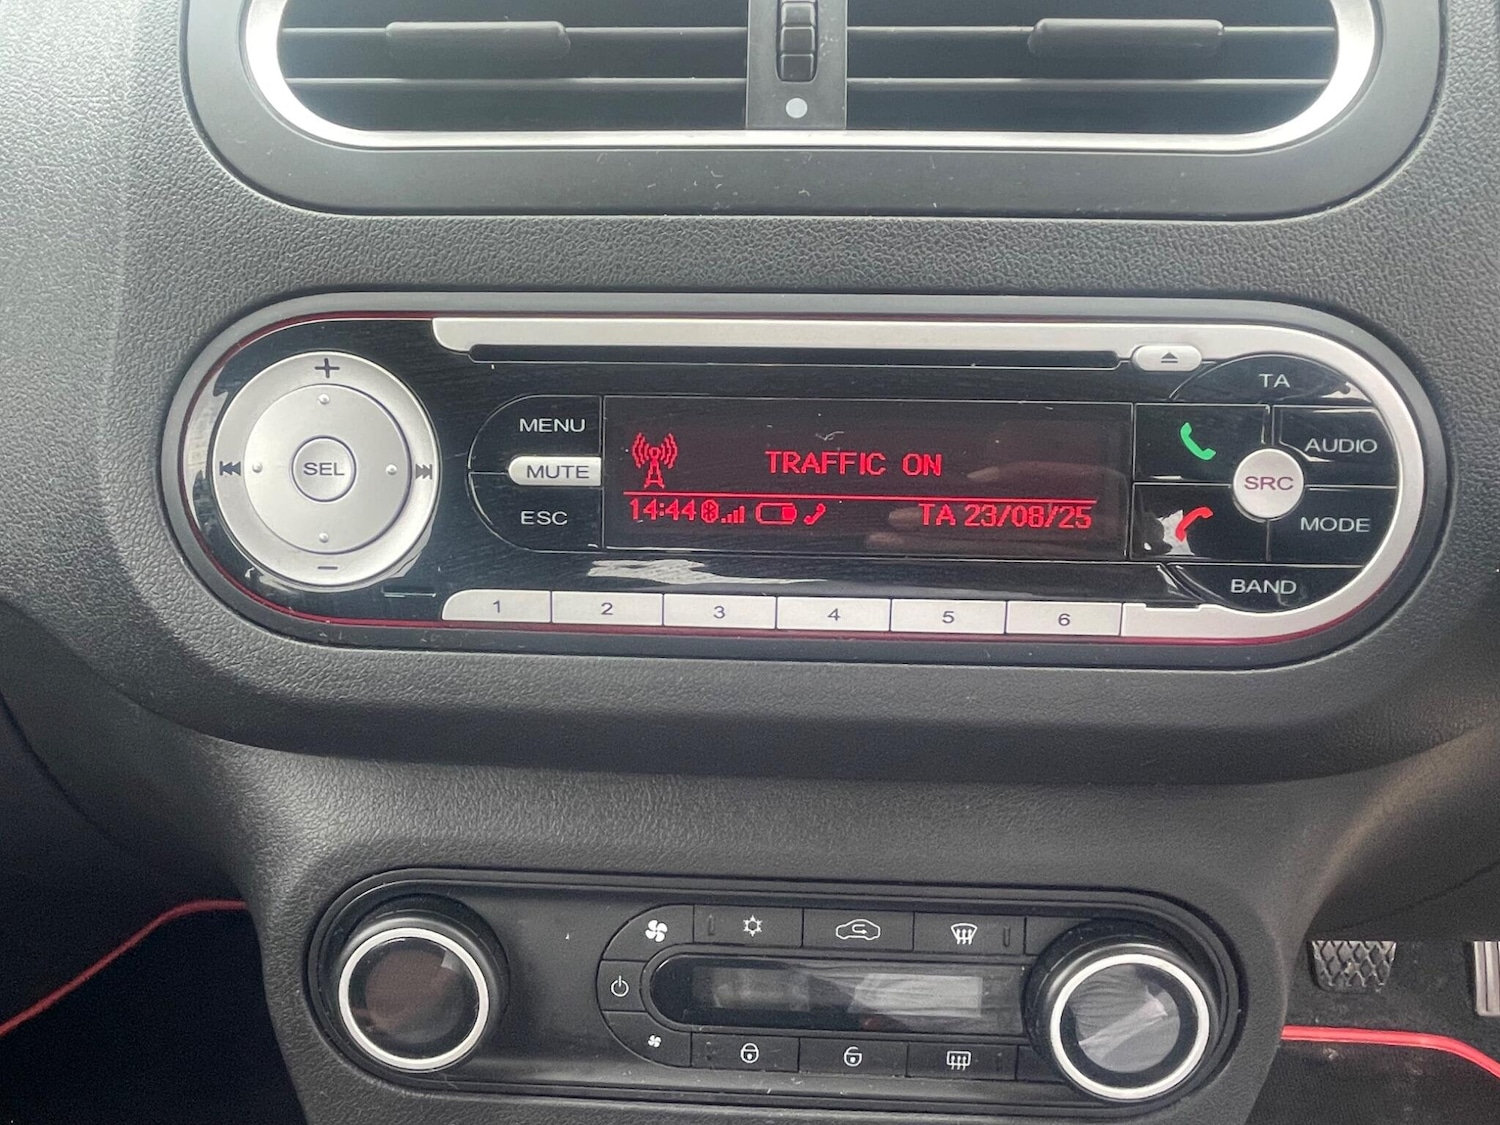 TA
MENU
AUDIO
TRAFFIC ON
SEL
MUTE
SRC
14:44 TA 23/08/25
ESC
MODE
BAND
1 2 3 4 5 6